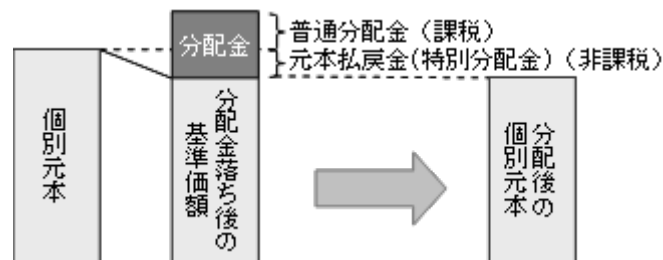 分配金
普通分配金（課税）
元本払戻金(特別分配金)（非課税）
個別元本
分配金落ち後の
基準価額
分配後の
個別元本